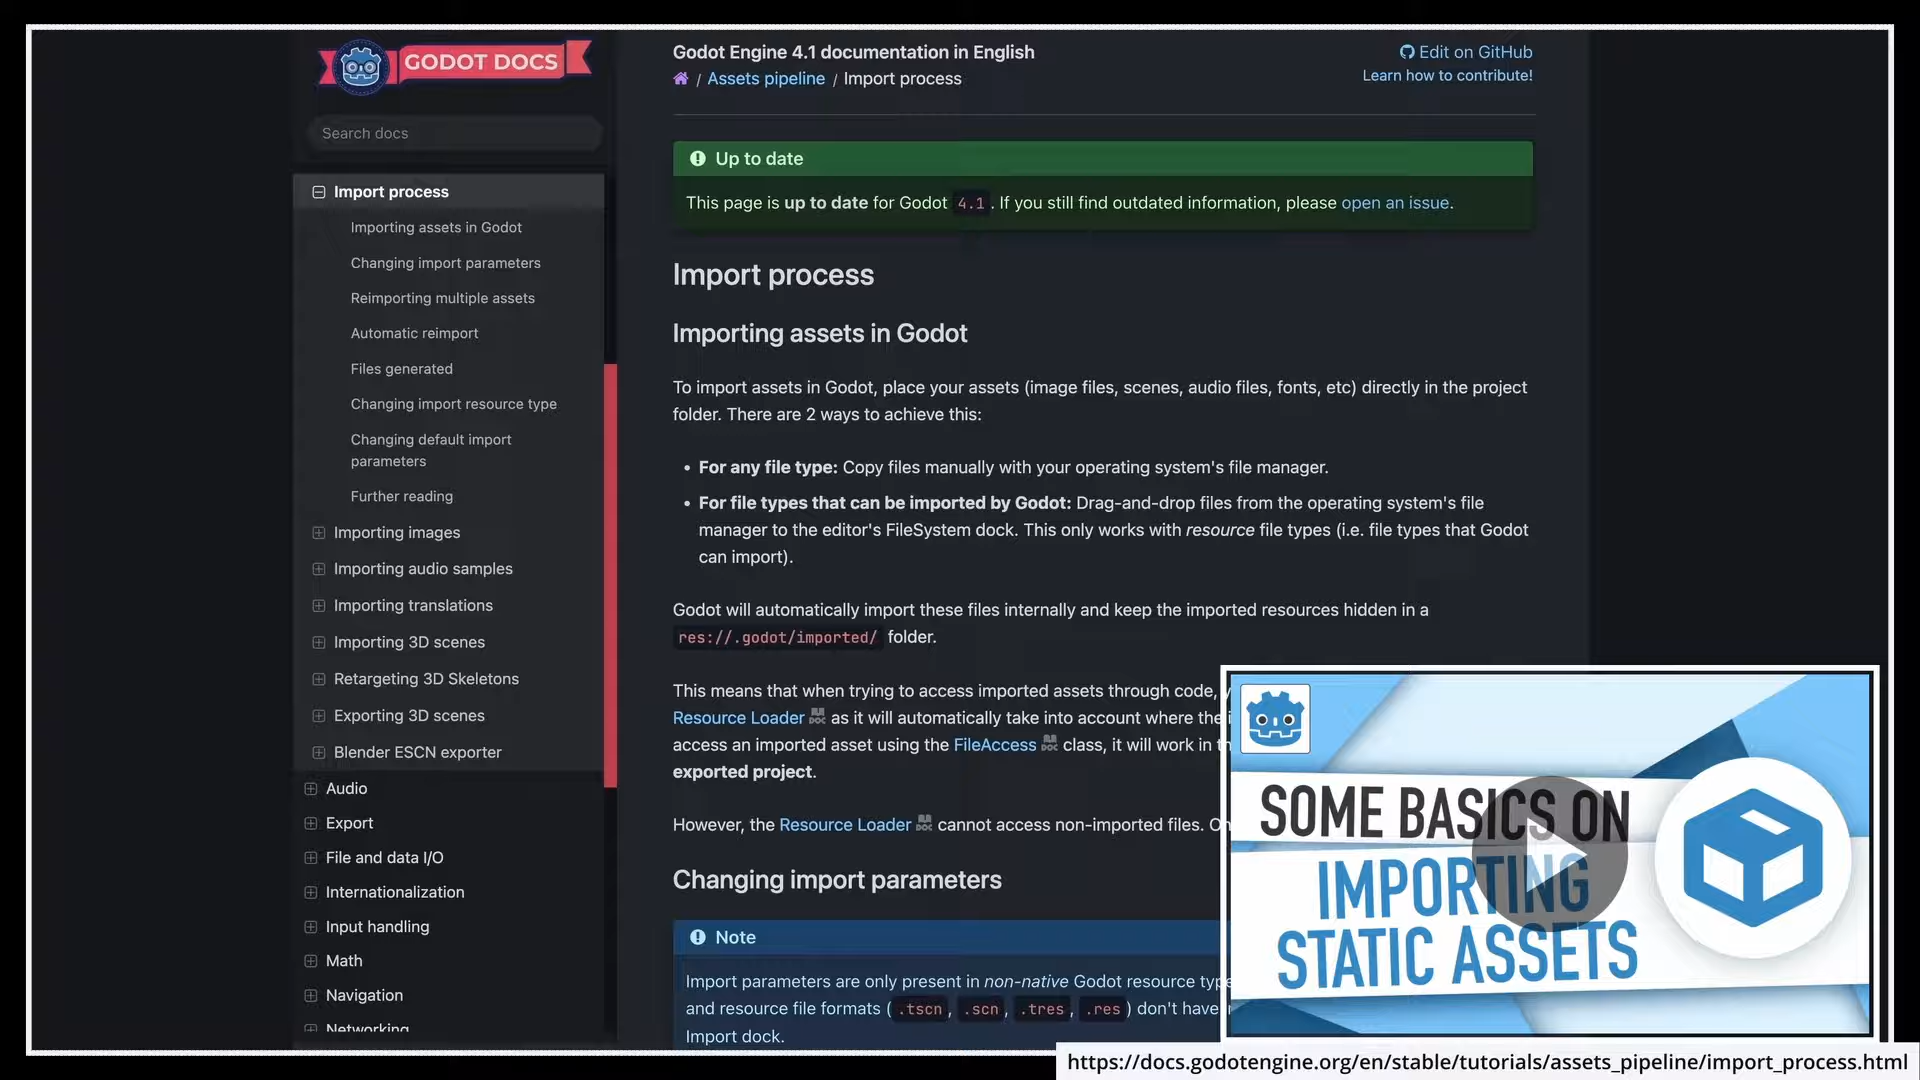 GODOT DOCS
Search docs
Import process
Importing assets in Godot
Changing import parameters
Reimporting multiple assets
Automatic reimport
Files generated
Changing import resource type
Changing default import
parameters
Further reading
Importing images
Importing audio samples
Importing translations
Importing 3D scenes
Retargeting 3D Skeletons
Exporting 3D scenes
Blender ESCN exporter
Audio
Export
File and data I/O
Internationalization
Input handling
Math
Navigation
Networking
Godot Engine 4.1 documentation in English
Edit on GitHub
/ Assets pipeline / Import process
Learn how to contribute!
Up to date
This page is up to date for Godot 4.1. If you still find outdated information, please open an issue.
Import process
Importing assets in Godot
To import assets in Godot, place your assets (image files, scenes, audio files, fonts, etc) directly in the project
folder. There are 2 ways to achieve this:
• For any file type: Copy files manually with your operating system's file manager.
• For file types that can be imported by Godot: Drag-and-drop files from the operating system's file
manager to the editor's FileSystem dock. This only works with resource file types (i.e. file types that Godot
can import).
Godot will automatically import these files internally and keep the imported resources hidden in a
res://.godot/imported/ folder.
This means that when trying to access imported assets through code,
Resource Loader as it will automatically take into account where the
access an imported asset using the FileAccess class, it will work in
exported project.
However, the Resource Loader cannot access non-imported files.
Changing import parameters
Note
Import parameters are only present in non-native Godot resource
and resource file formats (.tscn, .scn, .tres, .res) don't have
Import dock.
SOME BASICS ON
IMPORTING
STATIC ASSETS
https://docs.godotengine.org/en/stable/tutorials/assets_pipeline/import_process.html